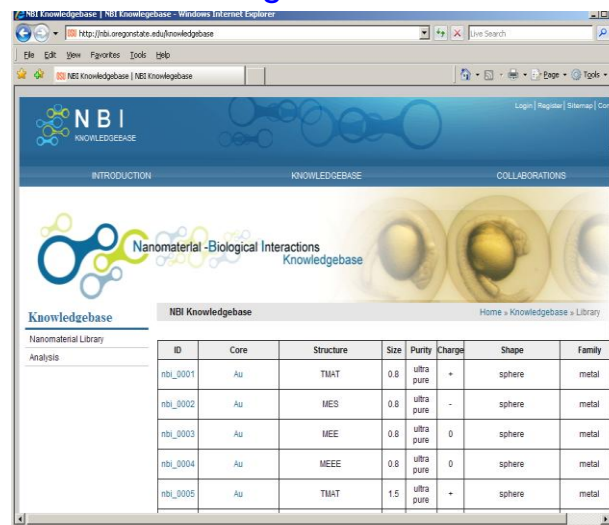 NBI Knowledgebase | NBI Knowlegebase - Windows Internet Explorer
http://nbi.oregonstate.edu/knowledgebase
Live Search
File Edit View Favorites Tools Help
NBI Knowledgebase | NBI Knowlegebase
Page Tools
NBI
KNOWLEDGEBASE
Login | Register | Sitemap | Con
INTRODUCTION KNOWLEDGEBASE COLLABORATIONS
Nanomaterial -Biological Interactions
Knowledgebase
Knowledgebase
Nanomaterial Library
Analysis
NBI Knowledgebase
Home » Knowledgebase » Library
ID Core Structure Size Purity Charge Shape Family
nbi_0001 Au TMAT 0.8 ultra pure + sphere metal
nbi_0002 Au MES 0.8 ultra pure - sphere metal
nbi_0003 Au MEE 0.8 ultra pure 0 sphere metal
nbi_0004 Au MEEE 0.8 ultra pure 0 sphere metal
nbi_0005 Au TMAT 1.5 ultra pure + sphere metal